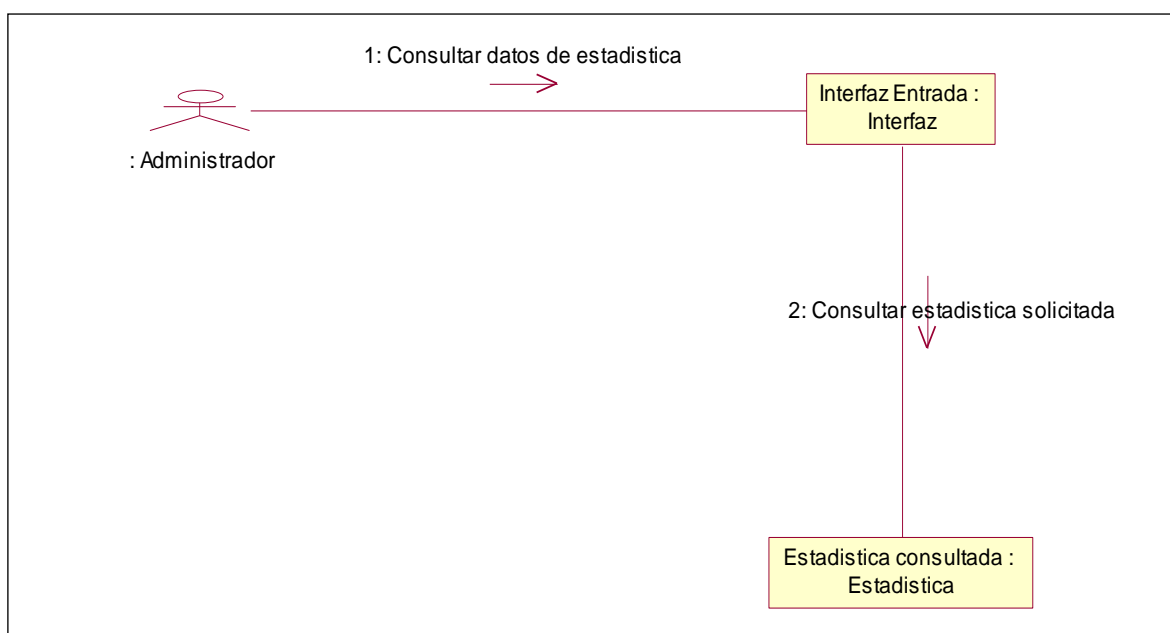 1: Consultar datos de estadistica
Interfaz Entrada :
Interfaz
: Administrador
2: Consultar estadistica solicitada
Estadistica consultada :
Estadistica